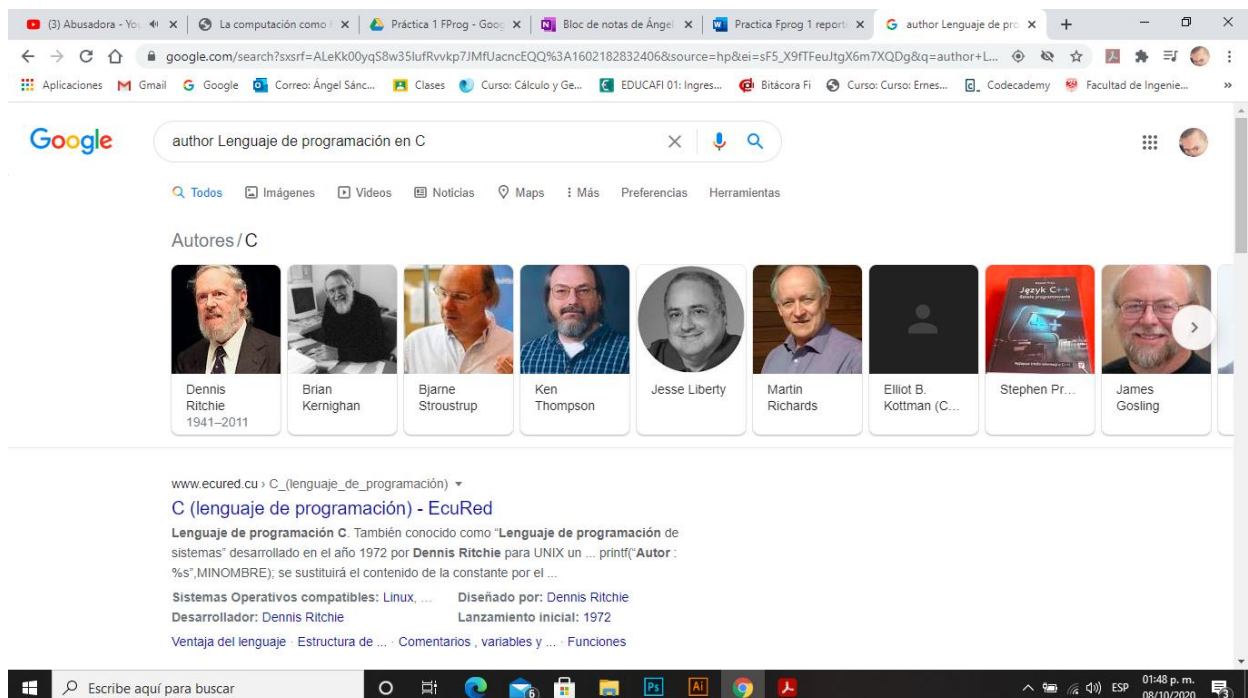 (3) Abusadora - You
La computación como
Práctica 1 FProg - Goog
Bloc de notas de Ángel
Practica Fprog 1 report
author Lenguaje de pro
google.com/search?sxsrf=ALeKk00yqS8w35lufRvvkp7JMfUacncEQQ%3A1602182832406&source=hp&ei=sF5_X9fTFeuJtgX6m7XQDg&q=author+L...
Aplicaciones
Gmail
Google
Correo: Ángel Sánc...
Clases
Curso: Cálculo y Ge...
EDUCAFI 01: Ingres...
Bitácora Fi
Curso: Curso: Ernes...
Codecademy
Facultad de Ingenie...
»
Google
author Lenguaje de programación en C
Todos
Imágenes
Videos
Noticias
Maps
Más
Preferencias
Herramientas
Autores / C
Język C++
Dennis
Ritchie
1941–2011
Brian
Kernighan
Bjarne
Stroustrup
Ken
Thompson
Jesse Liberty
Martin
Richards
Elliot B.
Kottman (C...
Stephen Pr...
James
Gosling
www.ecured.cu › C_(lenguaje_de_programación)
C (lenguaje de programación) - EcuRed
Lenguaje de programación C. También conocido como “Lenguaje de programación de
sistemas” desarrollado en el año 1972 por Dennis Ritchie para UNIX un ... printf(“Autor :
%s”,MINOMBRE); se sustituirá el contenido de la constante por el ...
Sistemas Operativos compatibles: Linux, ...
Diseñado por: Dennis Ritchie
Desarrollador: Dennis Ritchie
Lanzamiento inicial: 1972
Ventaja del lenguaje · Estructura de ... · Comentarios , variables y ... · Funciones
Escribe aquí para buscar
6
Ps
Ai
ESP
01:48 p. m.
08/10/2020
3